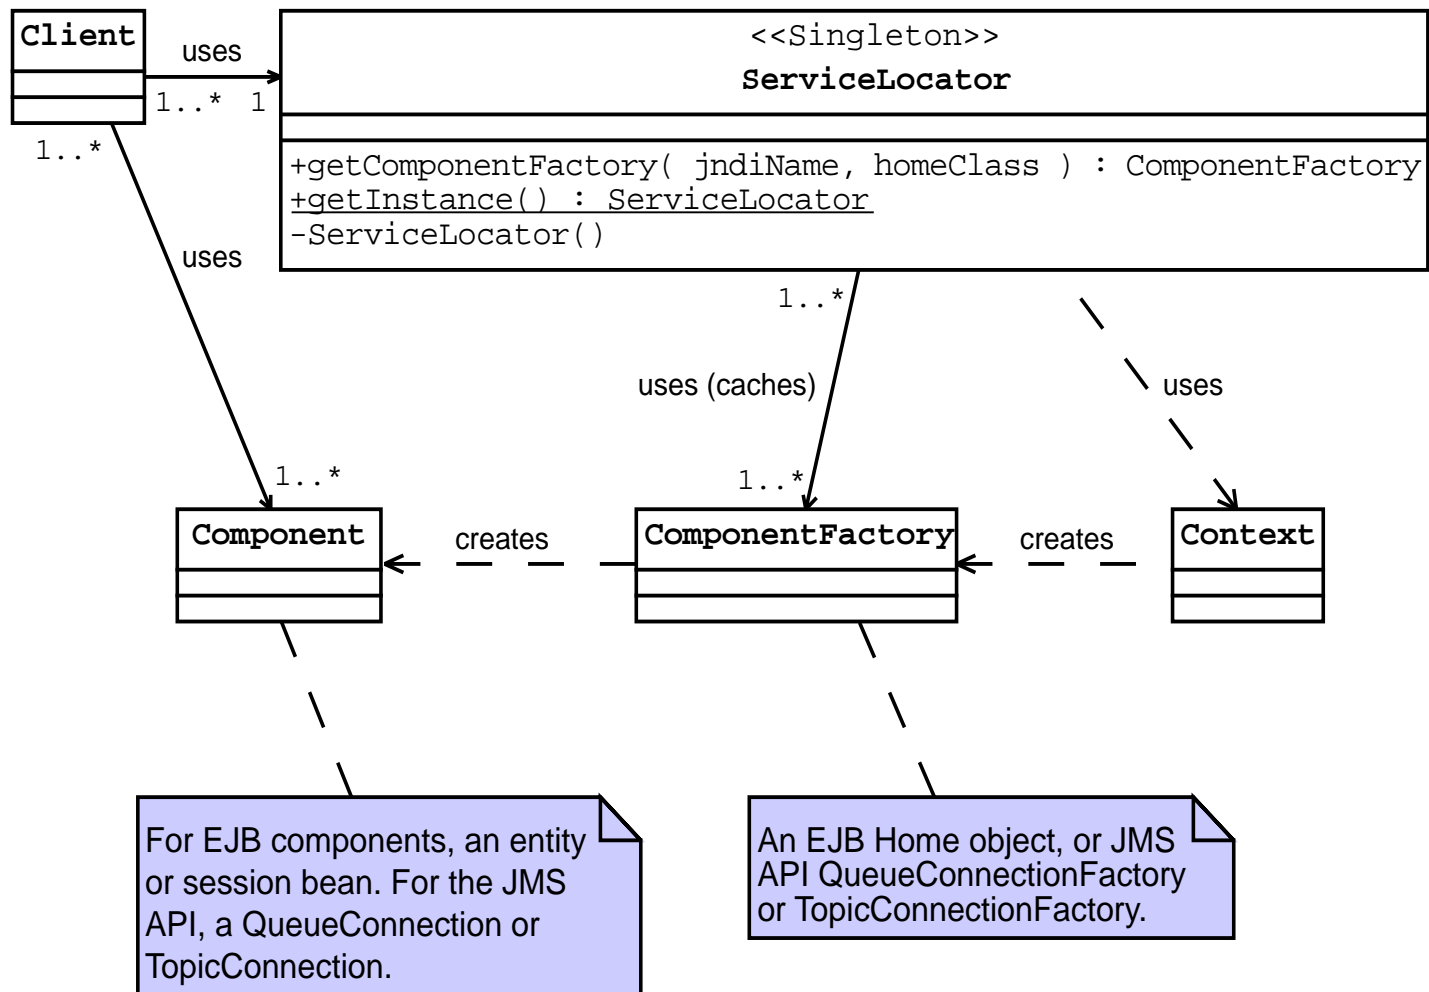 Client
uses
1..* 1
1..*
<<Singleton>>
ServiceLocator
+getComponentFactory( jndiName, homeClass ) : ComponentFactory
+getInstance() : ServiceLocator
-ServiceLocator()
uses
1..*
uses (caches)
uses
1..*
1..*
Component
creates
ComponentFactory
creates
Context
For EJB components, an entity
or session bean. For the JMS
API, a QueueConnection or
TopicConnection.
An EJB Home object, or JMS
API QueueConnectionFactory
or TopicConnectionFactory.